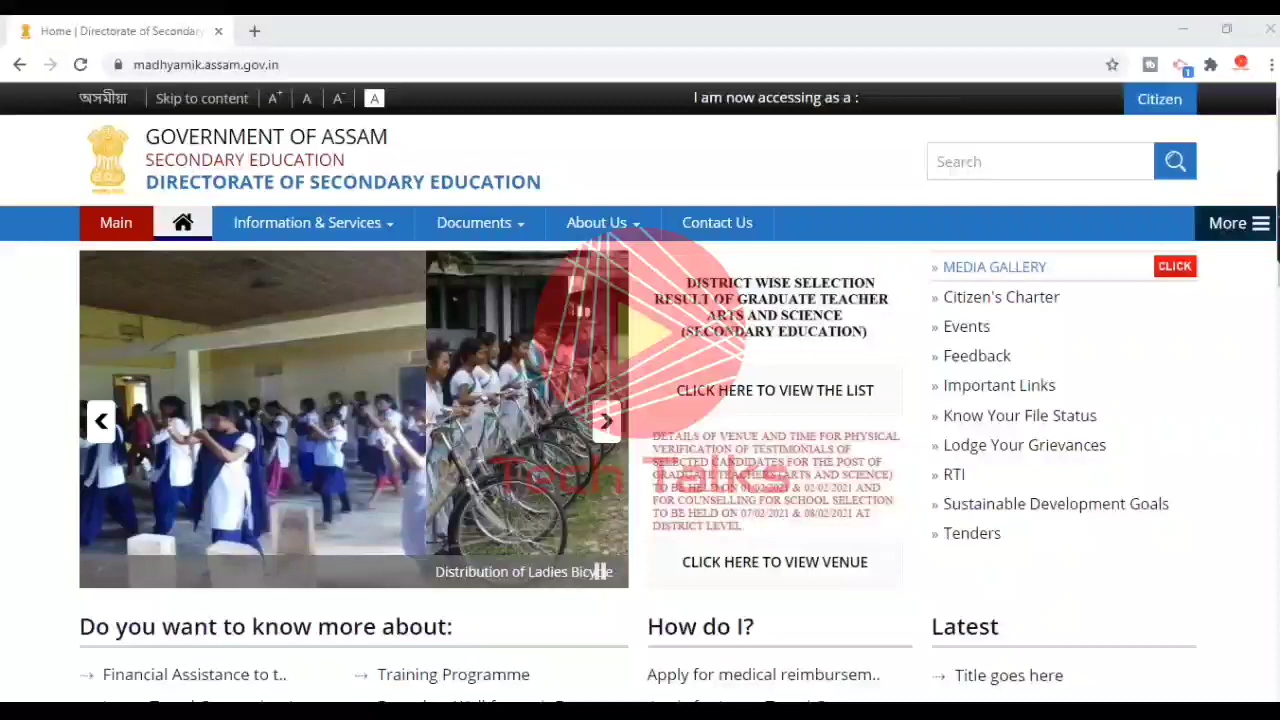 Home | Directorate of Secondary
madhyamik.assam.gov.in
1
অসমীয়া
Skip to content
A+
A
A-
A
I am now accessing as a :
Citizen
GOVERNMENT OF ASSAM
SECONDARY EDUCATION
DIRECTORATE OF SECONDARY EDUCATION
Search
Main
Information & Services
Documents
About Us
Contact Us
More
DISTRICT WISE SELECTION
RESULT OF GRADUATE TEACHER
ARTS AND SCIENCE
(SECONDARY EDUCATION)
CLICK HERE TO VIEW THE LIST
DETAILS OF VENUE AND TIME FOR PHYSICAL
VERIFICATION OF TESTIMONIALS OF
SELECTED CANDIDATES FOR THE POST OF
GRADUATE TEACHERS(ARTS AND SCIENCE)
TO BE HELD ON 01/02/2021 & 02/02/2021 AND
FOR COUNSELLING FOR SCHOOL SELECTION
TO BE HELD ON 07/02/2021 & 08/02/2021 AT
DISTRICT LEVEL
CLICK HERE TO VIEW VENUE
Tech Talks
Distribution of Ladies Bicycle
» MEDIA GALLERY
CLICK
» Citizen's Charter
» Events
» Feedback
» Important Links
» Know Your File Status
» Lodge Your Grievances
» RTI
» Sustainable Development Goals
» Tenders
Do you want to know more about:
→ Financial Assistance to t..
→ Training Programme
How do I?
Apply for medical reimbursem..
Latest
→ Title goes here